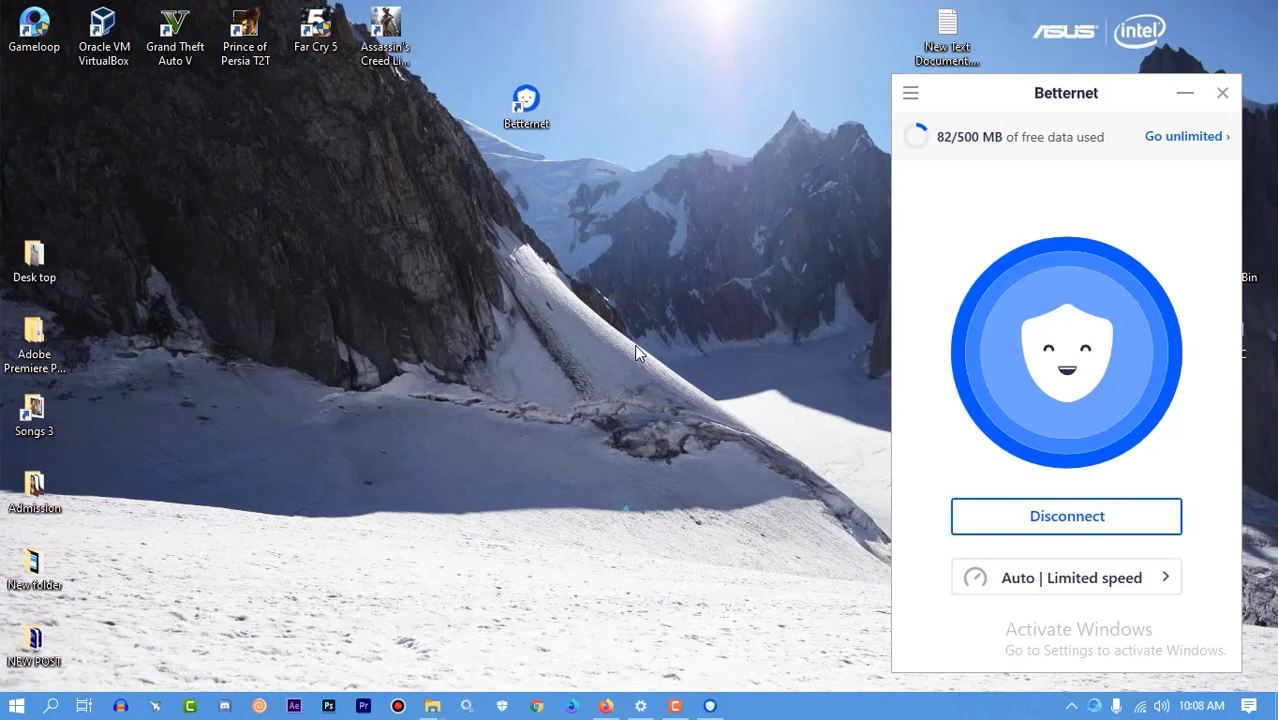 Gameloop
Oracle VM
VirtualBox
Grand Theft
Auto V
Prince of
Persia T2T
Far Cry 5
Assassin's
Creed Li...
Betternet
New Text
Document....
ASUS
intel
Desk top
Adobe
Premiere P...
Songs 3
Admission
New folder
NEW POST
Betternet
82/500 MB of free data used
Go unlimited ›
Disconnect
Auto | Limited speed
Activate Windows
Go to Settings to activate Windows.
Bin
C
Ae
Ps
Pr
10:08 AM